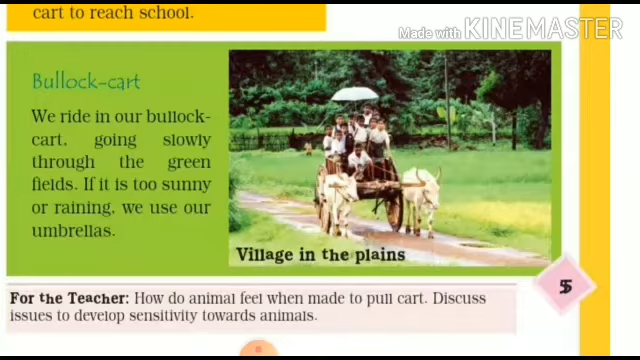 cart to reach school.
Made with KINEMASTER
Bullock-cart
We ride in our bullock-
cart, going slowly
through the green
fields. If it is too sunny
or raining, we use our
umbrellas.
Village in the plains
5
For the Teacher: How do animal feel when made to pull cart. Discuss
issues to develop sensitivity towards animals.